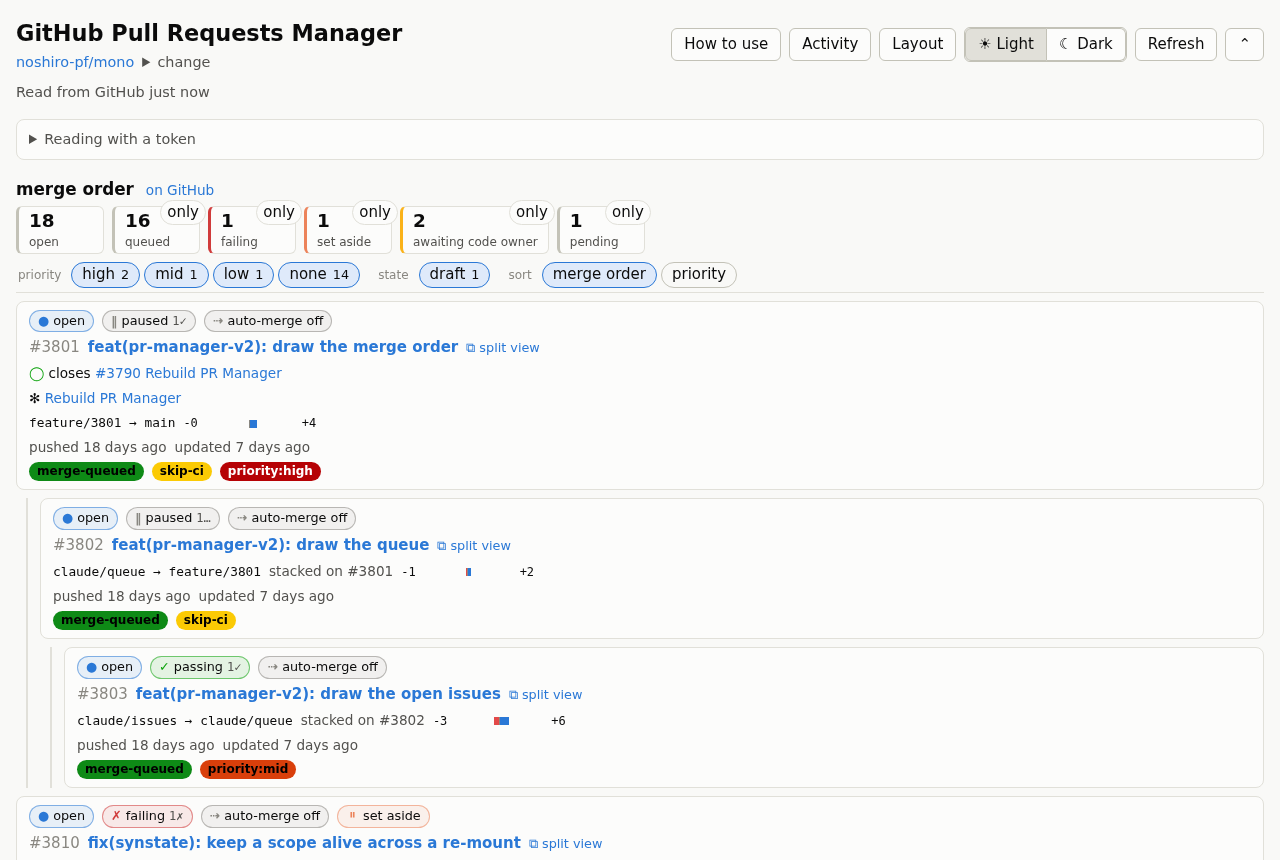 GitHub Pull Requests Manager
noshiro-pf/mono ▶ change
How to use Activity Layout ☀ Light ☾ Dark Refresh ⌃
Read from GitHub just now
▶ Reading with a token
merge order on GitHub
18 open
16 queued only
1 failing only
1 set aside only
2 awaiting code owner only
1 pending only
priority high 2 mid 1 low 1 none 14 state draft 1 sort merge order priority
● open ‖ paused 1✓ ⇢ auto-merge off
#3801 feat(pr-manager-v2): draw the merge order ⧉ split view
◯ closes #3790 Rebuild PR Manager
✻ Rebuild PR Manager
feature/3801 → main -0 +4
pushed 18 days ago updated 7 days ago
merge-queued skip-ci priority:high
● open ‖ paused 1… ⇢ auto-merge off
#3802 feat(pr-manager-v2): draw the queue ⧉ split view
claude/queue → feature/3801 stacked on #3801 -1 +2
pushed 18 days ago updated 7 days ago
merge-queued skip-ci
● open ✓ passing 1✓ ⇢ auto-merge off
#3803 feat(pr-manager-v2): draw the open issues ⧉ split view
claude/issues → claude/queue stacked on #3802 -3 +6
pushed 18 days ago updated 7 days ago
merge-queued priority:mid
● open ✗ failing 1✗ ⇢ auto-merge off ⏸ set aside
#3810 fix(synstate): keep a scope alive across a re-mount ⧉ split view